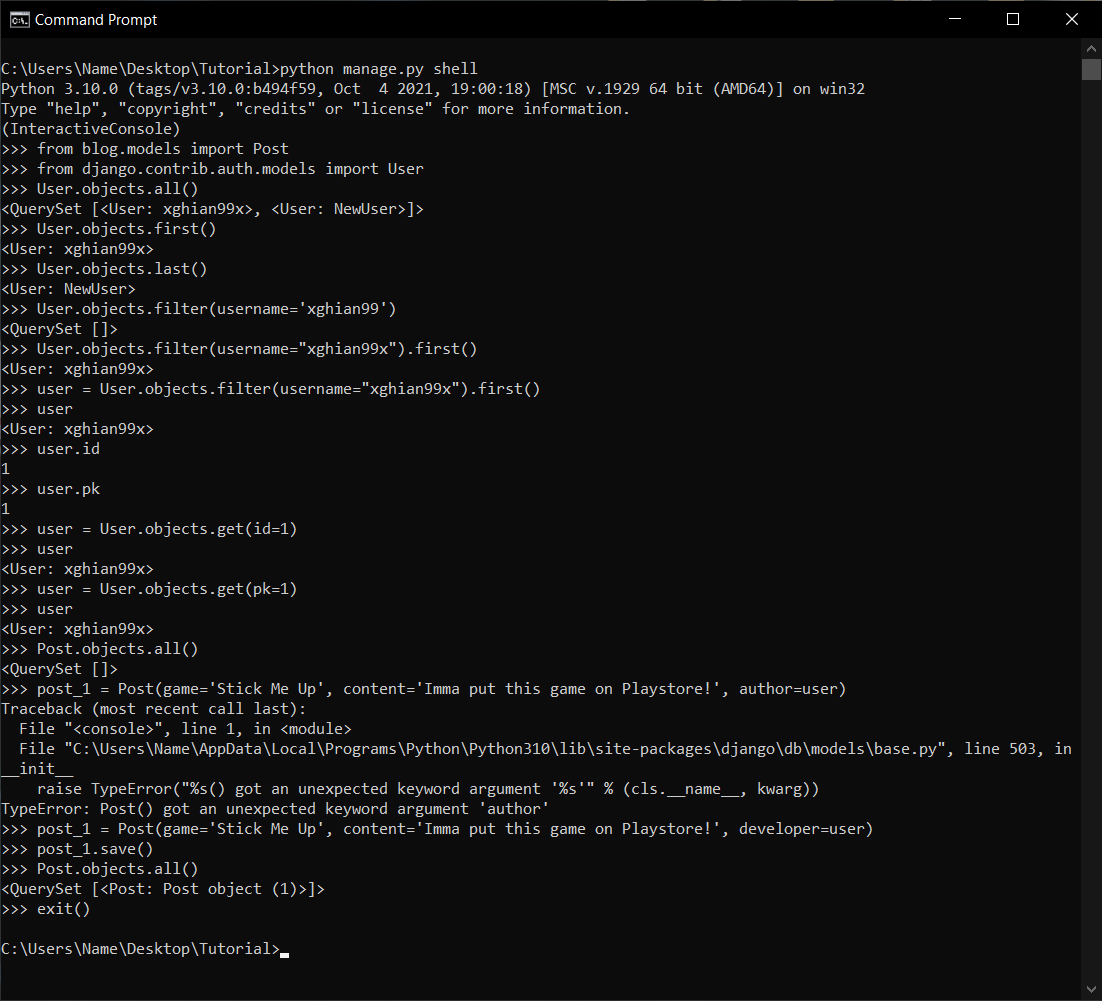 Command Prompt
C:\Users\Name\Desktop\Tutorial>python manage.py shell
Python 3.10.0 (tags/v3.10.0:b494f59, Oct  4 2021, 19:00:18) [MSC v.1929 64 bit (AMD64)] on win32
Type "help", "copyright", "credits" or "license" for more information.
(InteractiveConsole)
>>> from blog.models import Post
>>> from django.contrib.auth.models import User
>>> User.objects.all()
<QuerySet [<User: xghian99x>, <User: NewUser>]>
>>> User.objects.first()
<User: xghian99x>
>>> User.objects.last()
<User: NewUser>
>>> User.objects.filter(username='xghian99')
<QuerySet []>
>>> User.objects.filter(username="xghian99x").first()
<User: xghian99x>
>>> user = User.objects.filter(username="xghian99x").first()
>>> user
<User: xghian99x>
>>> user.id
1
>>> user.pk
1
>>> user = User.objects.get(id=1)
>>> user
<User: xghian99x>
>>> user = User.objects.get(pk=1)
>>> user
<User: xghian99x>
>>> Post.objects.all()
<QuerySet []>
>>> post_1 = Post(game='Stick Me Up', content='Imma put this game on Playstore!', author=user)
Traceback (most recent call last):
  File "<console>", line 1, in <module>
  File "C:\Users\Name\AppData\Local\Programs\Python\Python310\lib\site-packages\django\db\models\base.py", line 503, in
__init__
    raise TypeError("%s() got an unexpected keyword argument '%s'" % (cls.__name__, kwarg))
TypeError: Post() got an unexpected keyword argument 'author'
>>> post_1 = Post(game='Stick Me Up', content='Imma put this game on Playstore!', developer=user)
>>> post_1.save()
>>> Post.objects.all()
<QuerySet [<Post: Post object (1)>]>
>>> exit()
C:\Users\Name\Desktop\Tutorial>